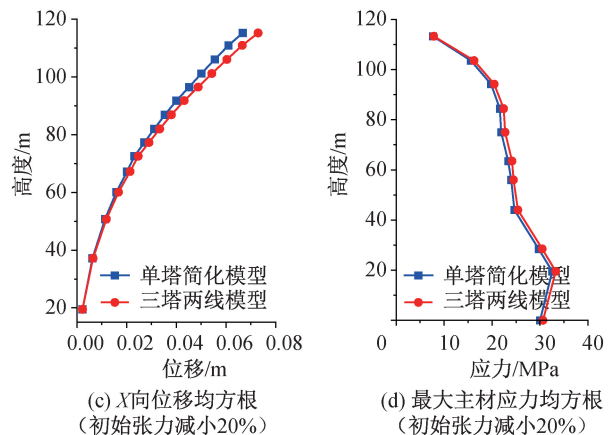 140
120
100
80
60
40
20
高度/m
单塔简化模型
三塔两线模型
0.00 0.02 0.04 0.06 0.08
位移/m
(c) X向位移均方根
（初始张力减小20%）
140
120
100
80
60
40
20
高度/m
单塔简化模型
三塔两线模型
0 10 20 30 40
应力/MPa
(d) 最大主材应力均方根
（初始张力减小20%）